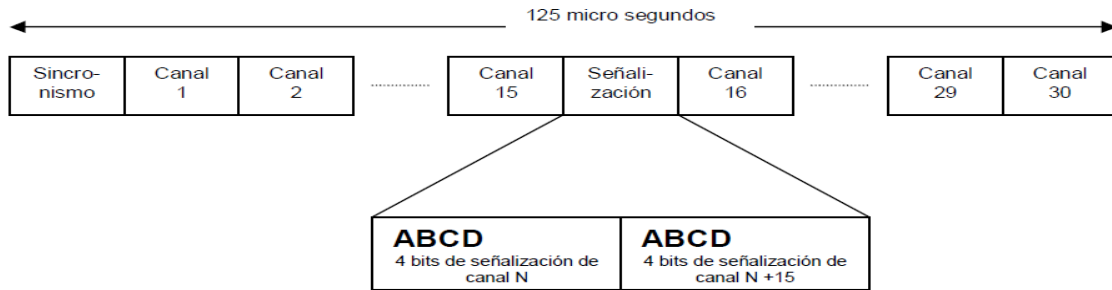 125 micro segundos
Sincro-
nismo
Canal
1
Canal
2
Canal
15
Señali-
zación
Canal
16
Canal
29
Canal
30
ABCD
4 bits de señalización de
canal N
ABCD
4 bits de señalización de
canal N +15